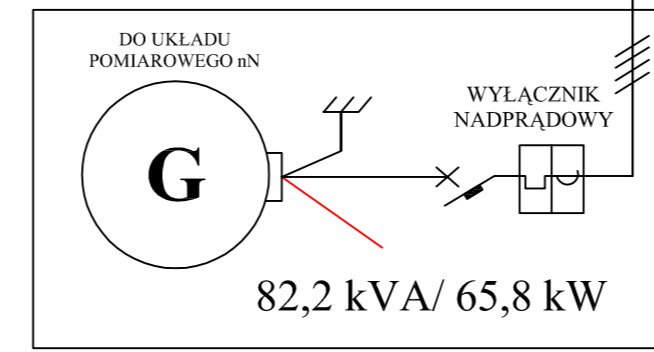 DO UKŁADU
POMIAROWEGO nN
WYŁĄCZNIK
NADPRĄDOWY
G
82,2 kVA/ 65,8 kW